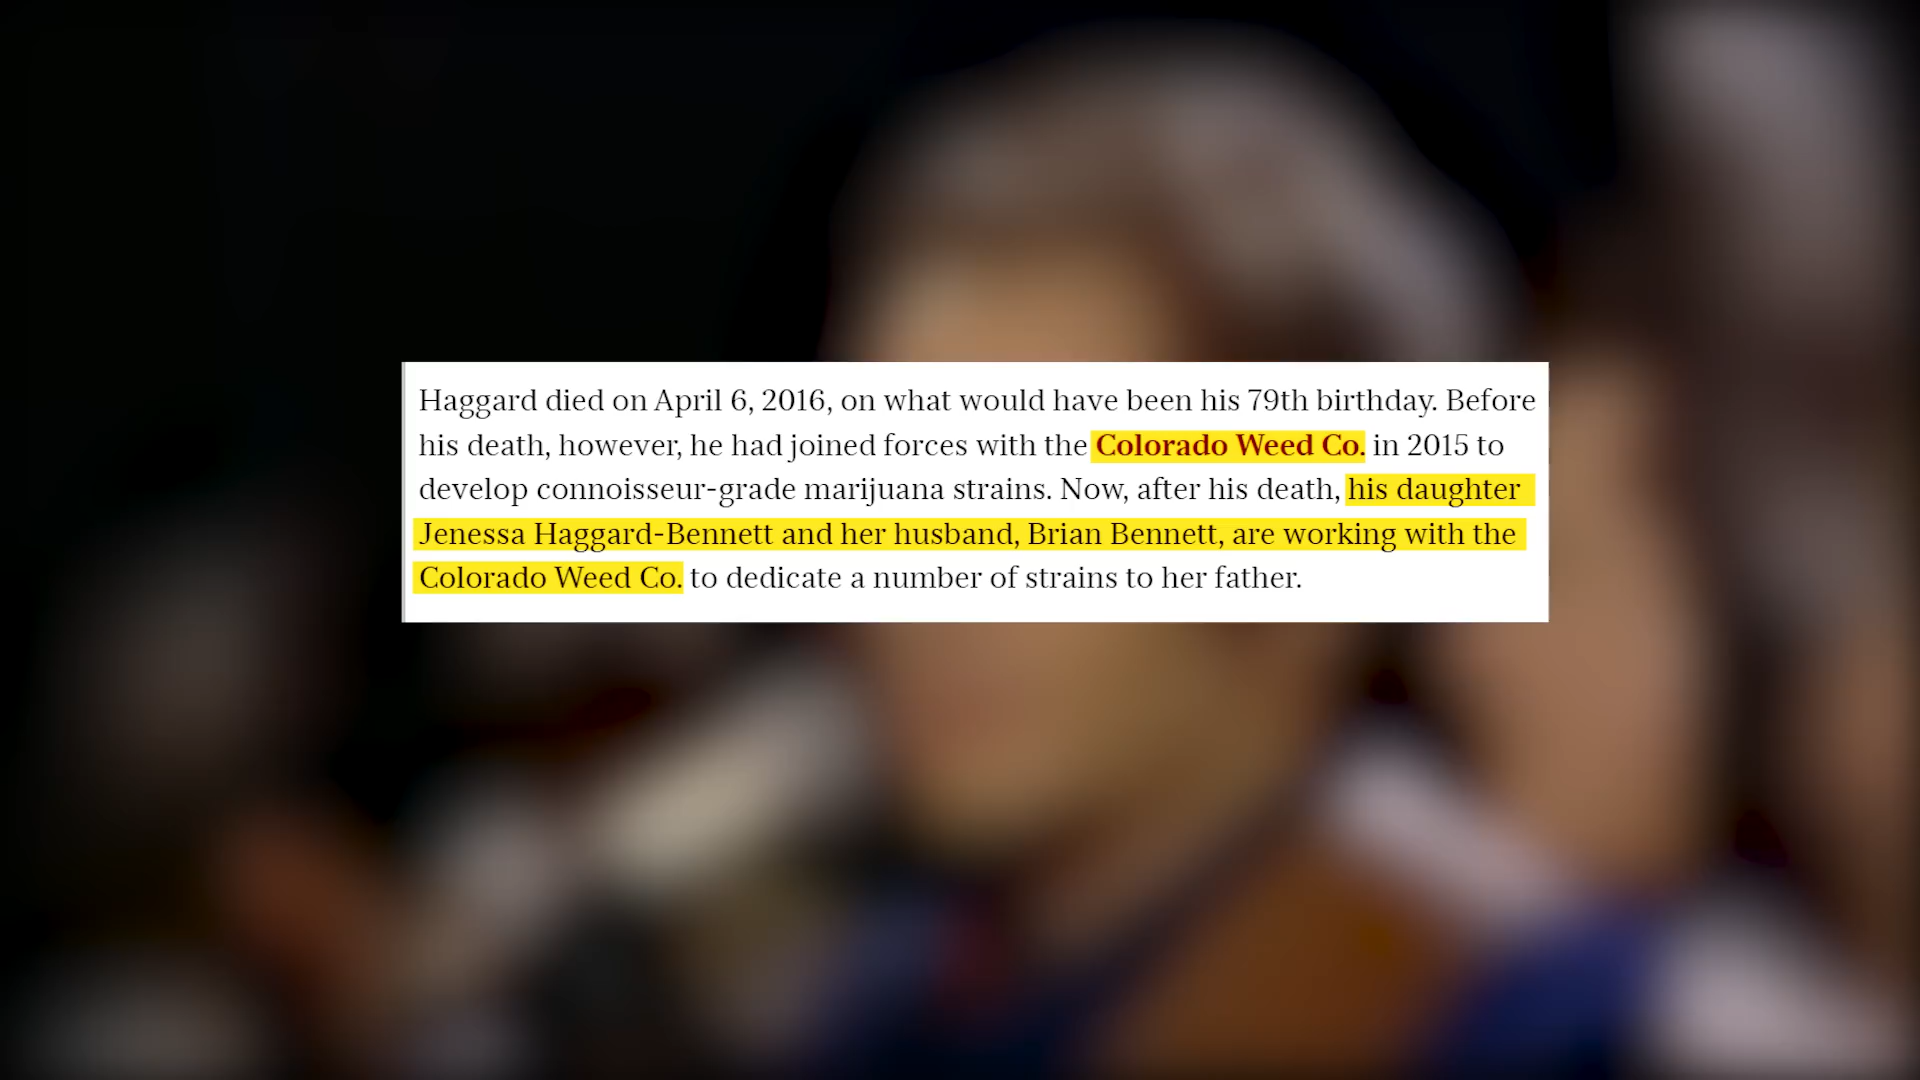 Haggard died on April 6, 2016, on what would have been his 79th birthday. Before
his death, however, he had joined forces with the Colorado Weed Co. in 2015 to
develop connoisseur-grade marijuana strains. Now, after his death, his daughter
Jenessa Haggard-Bennett and her husband, Brian Bennett, are working with the
Colorado Weed Co. to dedicate a number of strains to her father.